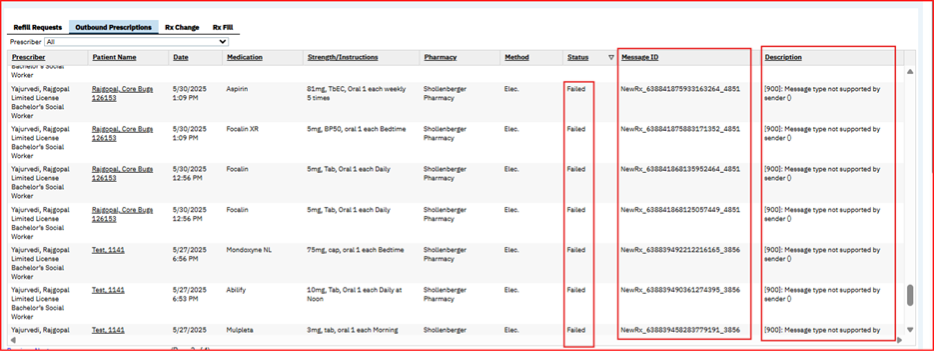 Refill Requests Outbound Prescriptions Rx Change Rx Fill
Prescriber All
Prescriber Patient Name Date Medication Strength/Instructions Pharmacy Method Status Message ID Description
Bachelor's Social
Worker
Yajurvedi, Rajgopal Rajgopal, Core Bugs 5/30/2025 Aspirin 81mg, TbEC, Oral 1 each weekly Shollenberger Elec. Failed NewRx_638841875933163264_4851 [900]: Message type not supported by
Limited License 126153 1:09 PM 5 times Pharmacy sender ()
Bachelor's Social
Worker
Yajurvedi, Rajgopal Rajgopal, Core Bugs 5/30/2025 Focalin XR 5mg, BP50, oral 1 each Bedtime Shollenberger Elec. Failed NewRx_638841875883171352_4851 [900]: Message type not supported by
Limited License 126153 1:09 PM Pharmacy sender ()
Bachelor's Social
Worker
Yajurvedi, Rajgopal Rajgopal, Core Bugs 5/30/2025 Focalin 5mg, Tab, Oral 1 each Daily Shollenberger Elec. Failed NewRx_638841868135952464_4851 [900]: Message type not supported by
Limited License 126153 12:56 PM Pharmacy sender ()
Bachelor's Social
Worker
Yajurvedi, Rajgopal Rajgopal, Core Bugs 5/30/2025 Focalin 5mg, Tab, Oral 1 each Daily Shollenberger Elec. Failed NewRx_638841868125057449_4851 [900]: Message type not supported by
Limited License 126153 12:56 PM Pharmacy sender ()
Bachelor's Social
Worker
Yajurvedi, Rajgopal Test, 1141 5/27/2025 Mondoxyne NL 75mg, cap, oral 1 each Bedtime Shollenberger Elec. Failed NewRx_638839492212216165_3856 [900]: Message type not supported by
Limited License 6:56 PM Pharmacy sender ()
Bachelor's Social
Worker
Yajurvedi, Rajgopal Test, 1141 5/27/2025 Abilify 10mg, Tab, Oral 1 each Daily at Shollenberger Elec. Failed NewRx_638839490361274395_3856 [900]: Message type not supported by
Limited License 6:53 PM Noon Pharmacy sender ()
Bachelor's Social
Worker
Yajurvedi, Rajgopal Test, 1141 5/27/2025 Mulpleta 3mg, tab, oral 1 each Morning Shollenberger Elec. Failed NewRx_638839458283779191_3856 [900]: Message type not supported by